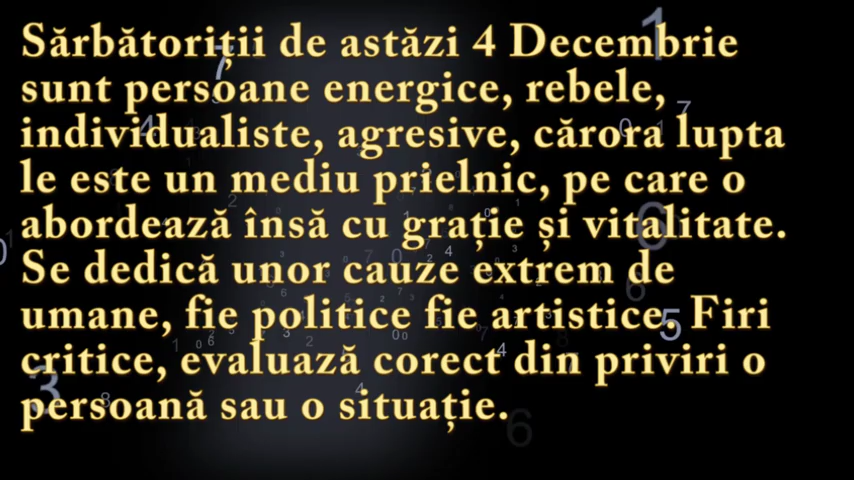 Sărbătoriții de astăzi 4 Decembrie
sunt persoane energice, rebele,
individualiste, agresive, cărora lupta
le este un mediu prielnic, pe care o
abordează însă cu grație și vitalitate.
Se dedică unor cauze extrem de
umane, fie politice fie artistice. Firi
critice, evaluază corect din priviri o
persoană sau o situație.